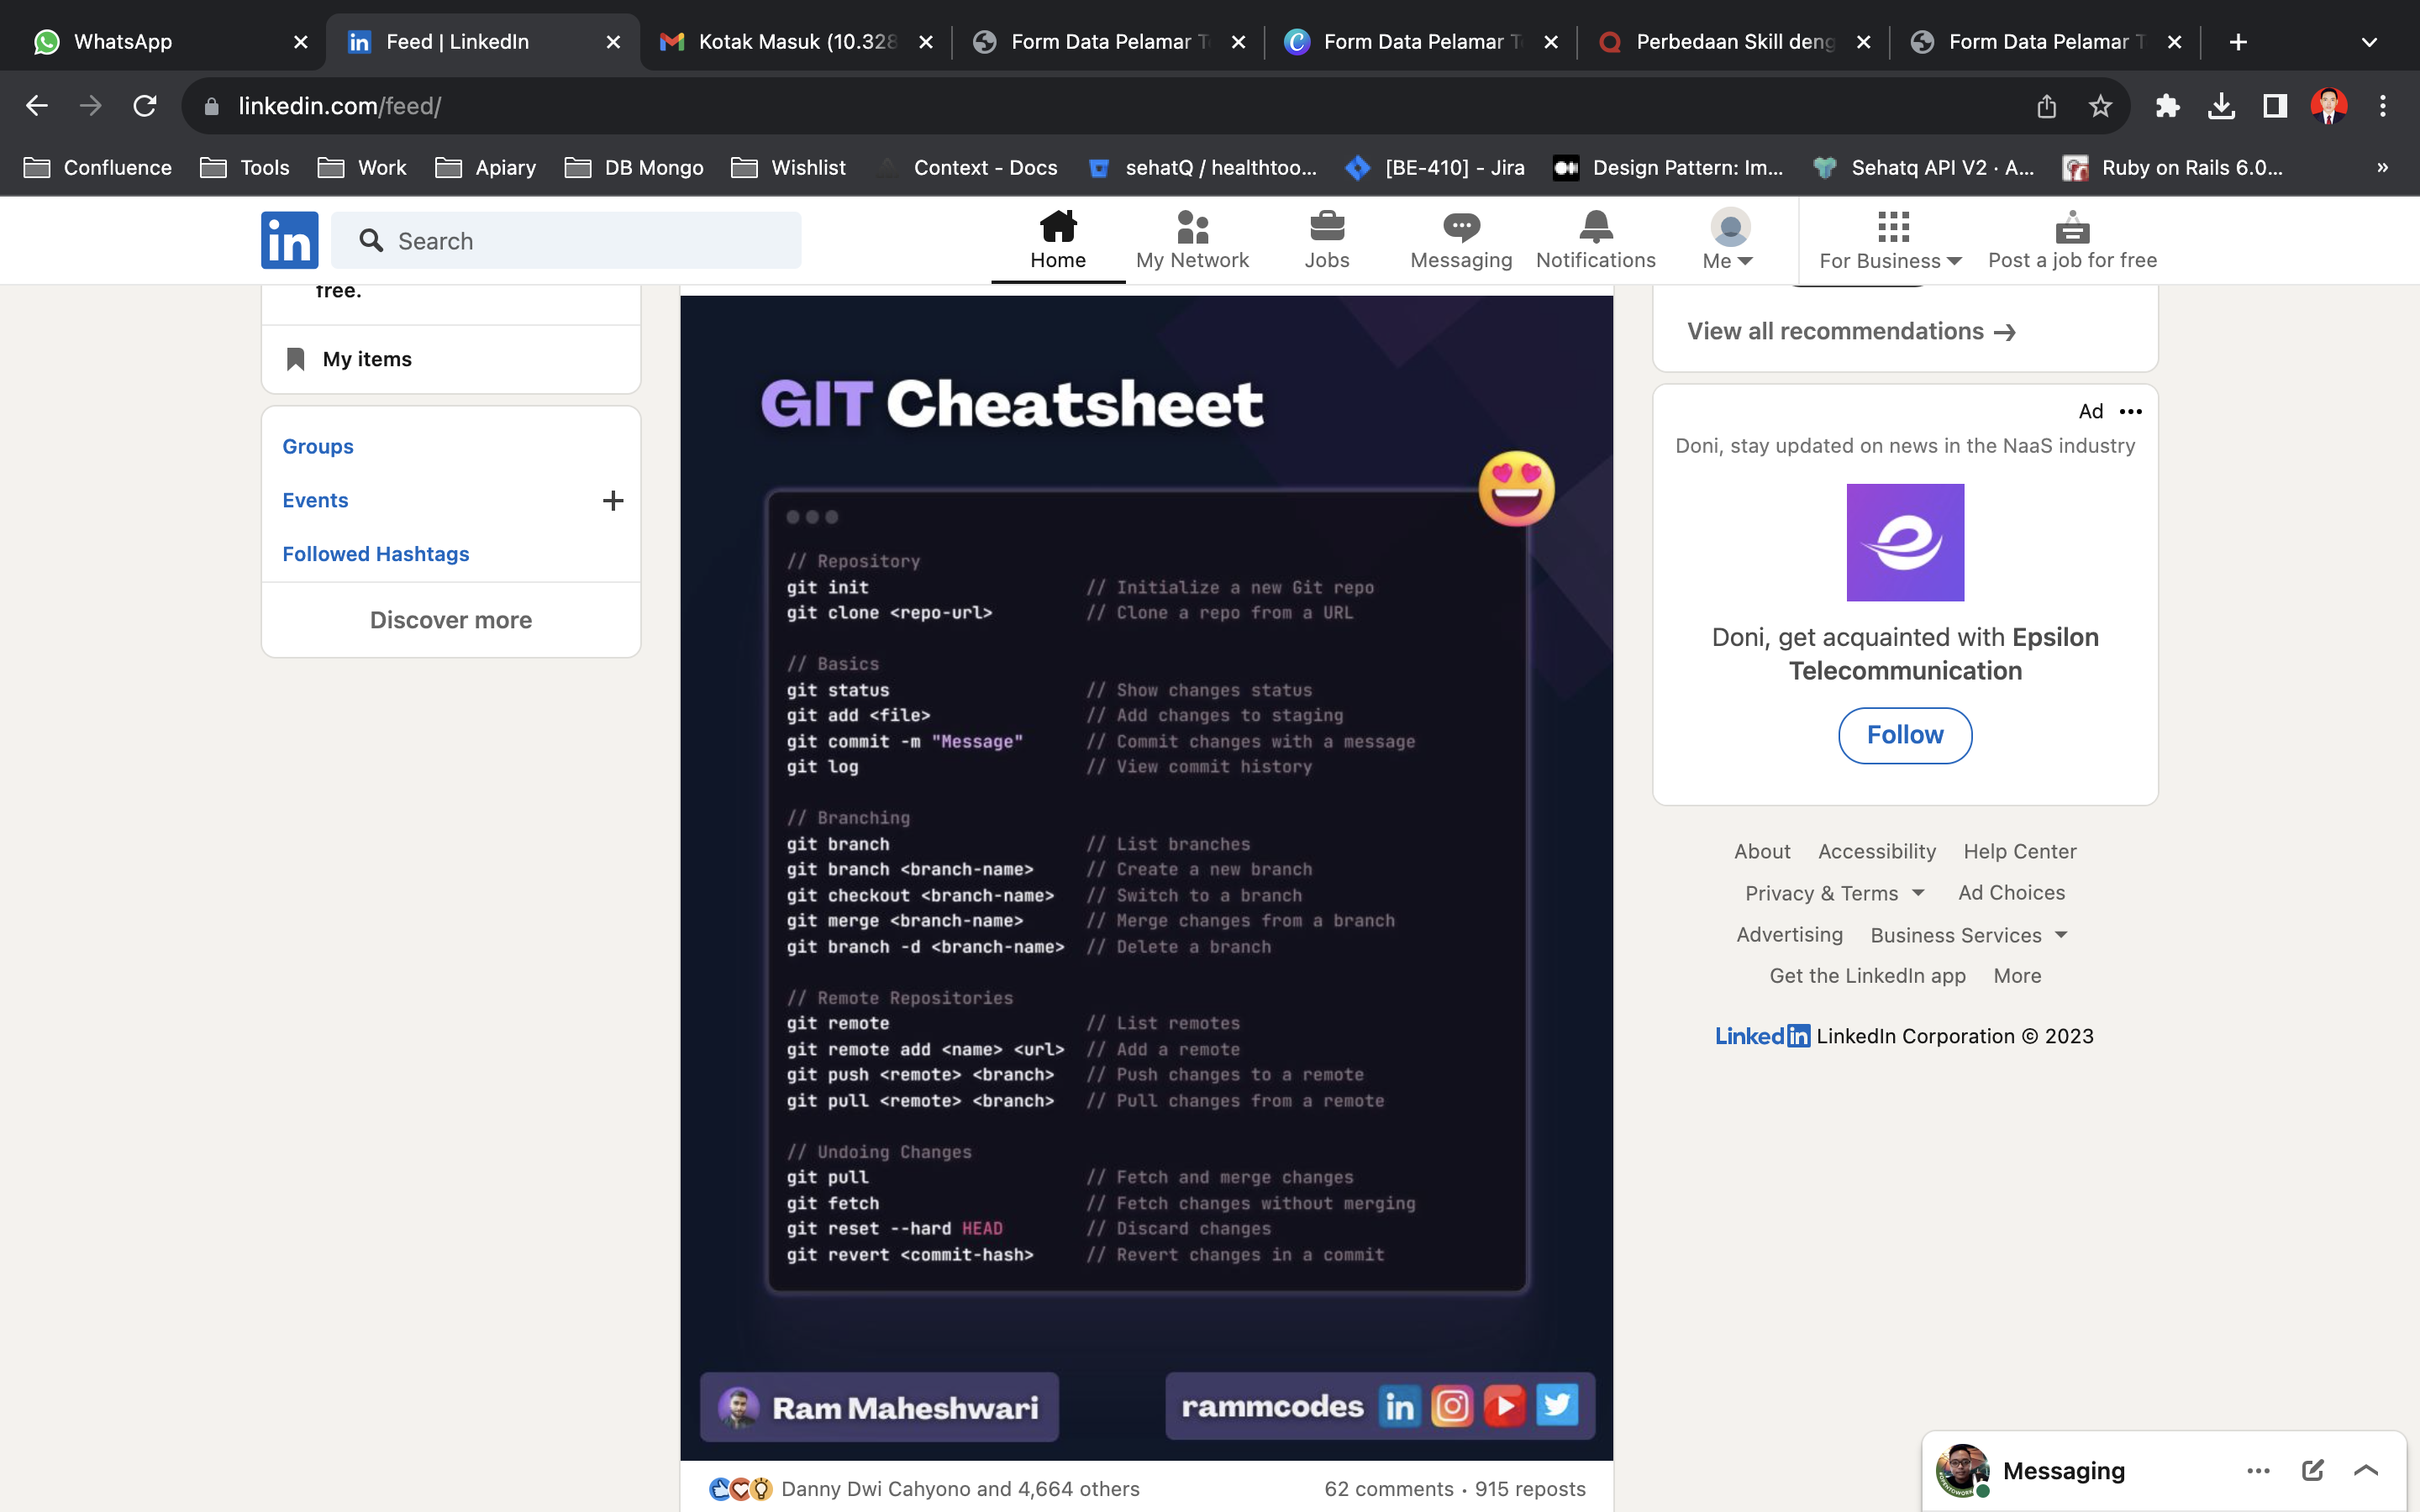 WhatsApp
Feed | LinkedIn
Kotak Masuk (10.328
Form Data Pelamar T
Form Data Pelamar T
Perbedaan Skill deng
Form Data Pelamar T
linkedin.com/feed/
Confluence
Tools
Work
Apiary
DB Mongo
Wishlist
Context - Docs
sehatQ / healthtoo...
[BE-410] - Jira
Design Pattern: Im...
Sehatq API V2 · A...
Ruby on Rails 6.0...
»
in
Search
Home
My Network
Jobs
Messaging
Notifications
Me
For Business
Post a job for free
free.
My items
Groups
Events
Followed Hashtags
Discover more
GIT Cheatsheet
// Repository
git init // Initialize a new Git repo
git clone <repo-url> // Clone a repo from a URL
// Basics
git status // Show changes status
git add <file> // Add changes to staging
git commit -m "Message" // Commit changes with a message
git log // View commit history
// Branching
git branch // List branches
git branch <branch-name> // Create a new branch
git checkout <branch-name> // Switch to a branch
git merge <branch-name> // Merge changes from a branch
git branch -d <branch-name> // Delete a branch
// Remote Repositories
git remote // List remotes
git remote add <name> <url> // Add a remote
git push <remote> <branch> // Push changes to a remote
git pull <remote> <branch> // Pull changes from a remote
// Undoing Changes
git pull // Fetch and merge changes
git fetch // Fetch changes without merging
git reset --hard HEAD // Discard changes
git revert <commit-hash> // Revert changes in a commit
Ram Maheshwari
rammcodes in
Danny Dwi Cahyono and 4,664 others
62 comments • 915 reposts
View all recommendations →
Ad
Doni, stay updated on news in the NaaS industry
Doni, get acquainted with Epsilon
Telecommunication
Follow
About Accessibility Help Center
Privacy & Terms Ad Choices
Advertising Business Services
Get the LinkedIn app More
LinkedIn LinkedIn Corporation © 2023
Messaging